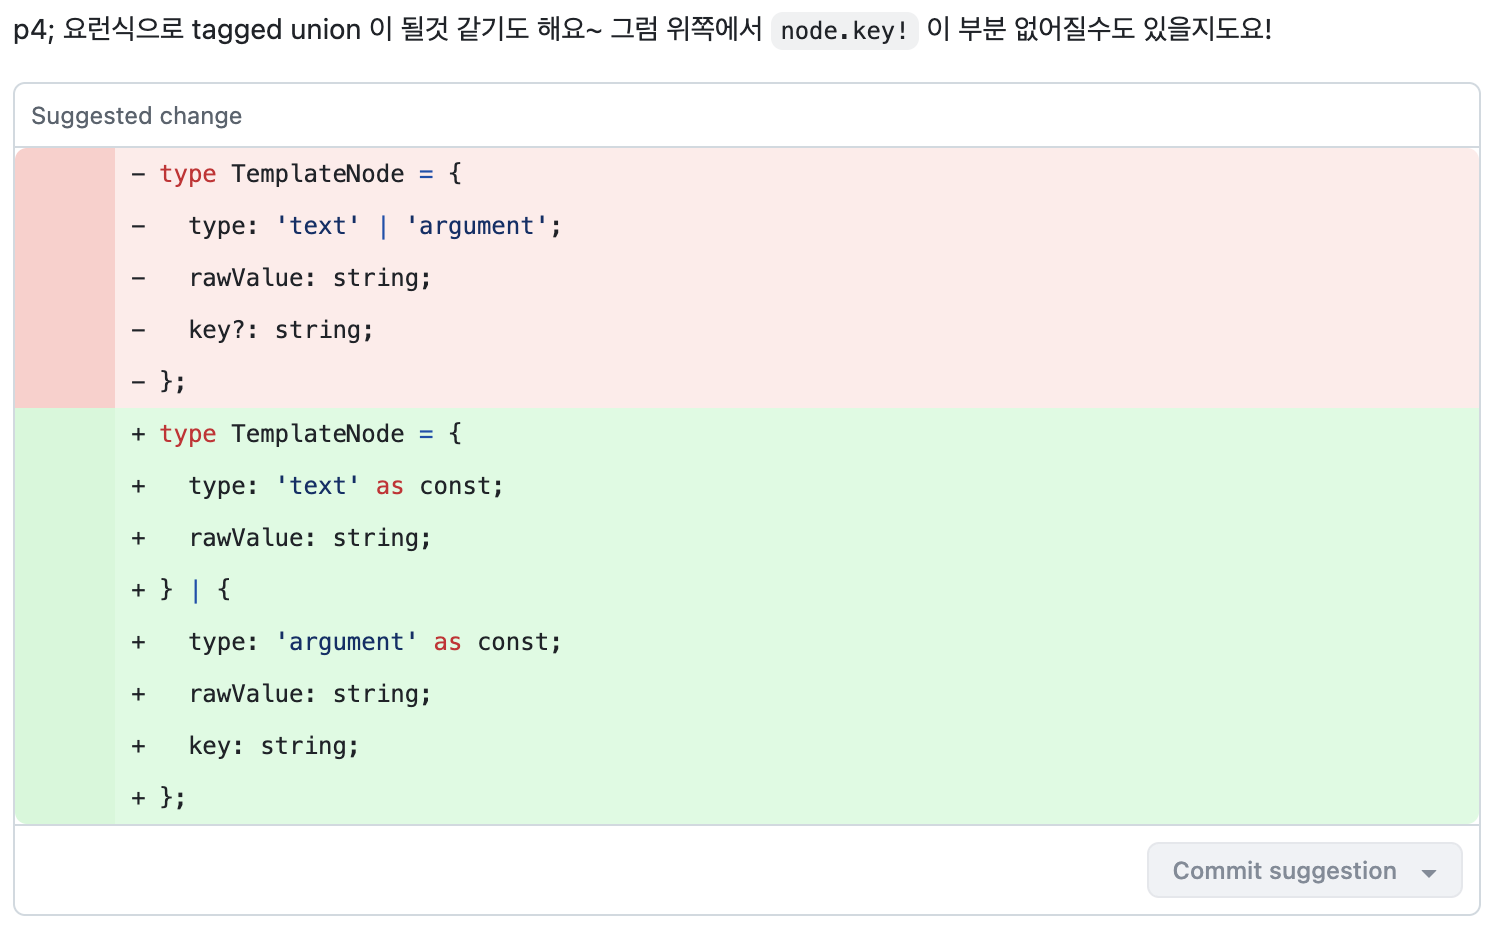 p4; 요런식으로 tagged union 이 될것 같기도 해요~ 그럼 위쪽에서 node.key! 이 부분 없어질수도 있을지도요!
Suggested change
- type TemplateNode = {
-   type: 'text' | 'argument';
-   rawValue: string;
-   key?: string;
- };
+ type TemplateNode = {
+   type: 'text' as const;
+   rawValue: string;
+ } | {
+   type: 'argument' as const;
+   rawValue: string;
+   key: string;
+ };
Commit suggestion